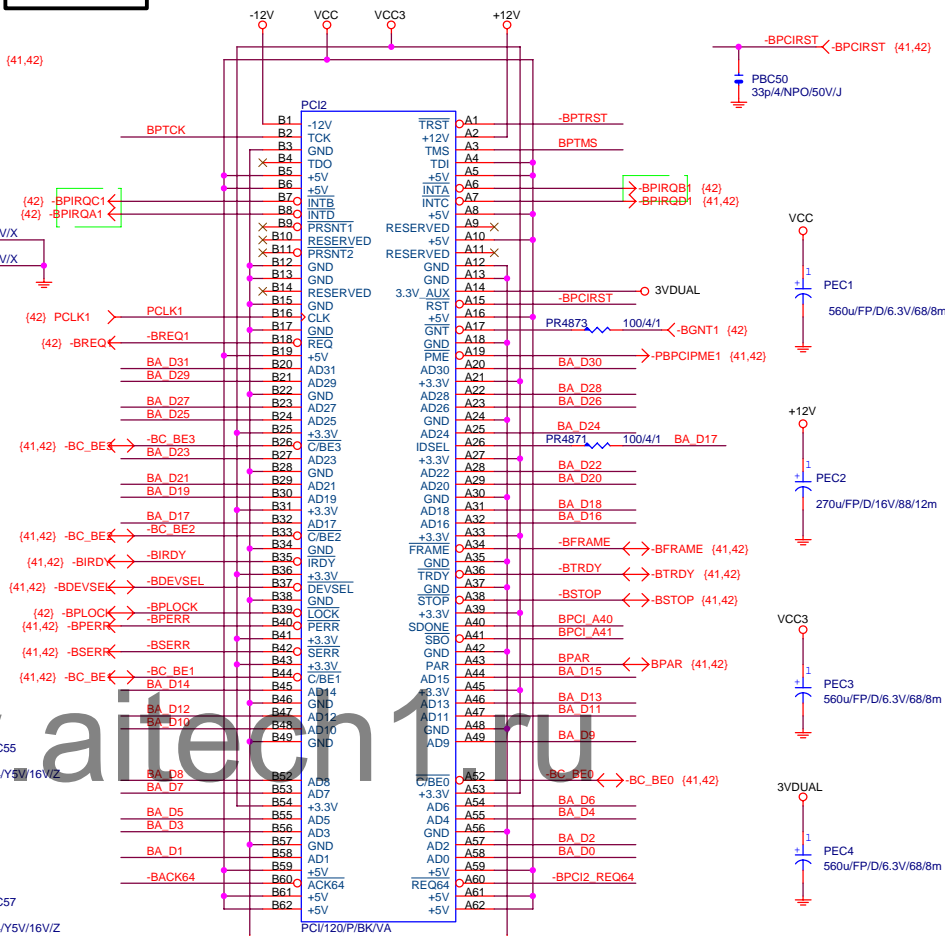 -12V VCC VCC3 +12V
{41,42}
-BPCIRST -BPCIRST {41,42}
PBC50
33p/4/NPO/50V/J
PCI2
B1 -12V TRST A1 -BPTRST
BPTCK B2 TCK +12V A2
B3 GND TMS A3 BPTMS
B4 TDO TDI A4
B5 +5V +5V A5
B6 +5V INTA A6 -BPIRQB1 {42}
{42} -BPIRQC1 B7 INTB INTC A7 -BPIRQD1 {41,42}
{42} -BPIRQA1 B8 INTD +5V A8
B9 PRSNT1 RESERVED A9
B10 RESERVED +5V A10
B11 PRSNT2 RESERVED A11
B12 GND GND A12
B13 GND GND A13
B14 RESERVED 3.3V_AUX A14 3VDUAL
B15 GND RST A15 -BPCIRST
{42} PCLK1 PCLK1 B16 CLK +5V A16
B17 GND GNT A17 PR4873 100/4/1 -BGNT1 {42}
{42} -BREQ1 -BREQ1 B18 REQ GND A18
B19 +5V PME A19 -PBPCIPME1 {41,42}
BA_D31 B20 AD31 AD30 A20 BA_D30
BA_D29 B21 AD29 +3.3V A21
B22 GND AD28 A22 BA_D28
BA_D27 B23 AD27 AD26 A23 BA_D26
BA_D25 B24 AD25 GND A24
B25 +3.3V AD24 A25 BA_D24
{41,42} -BC_BE3 -BC_BE3 B26 C/BE3 IDSEL A26 PR4871 100/4/1 BA_D17
BA_D23 B27 AD23 +3.3V A27
B28 GND AD22 A28 BA_D22
BA_D21 B29 AD21 AD20 A29 BA_D20
BA_D19 B30 AD19 GND A30
B31 +3.3V AD18 A31 BA_D18
BA_D17 B32 AD17 AD16 A32 BA_D16
{41,42} -BC_BE2 -BC_BE2 B33 C/BE2 +3.3V A33
B34 GND FRAME A34 -BFRAME -BFRAME {41,42}
{41,42} -BIRDY -BIRDY B35 IRDY GND A35
B36 +3.3V TRDY A36 -BTRDY -BTRDY {41,42}
{41,42} -BDEVSEL -BDEVSEL B37 DEVSEL GND A37
B38 GND STOP A38 -BSTOP -BSTOP {41,42}
{42} -BPLOCK -BPLOCK B39 LOCK +3.3V A39
{41,42} -BPERR -BPERR B40 PERR SDONE A40 BPCI_A40
B41 +3.3V SBO A41 BPCI_A41
{41,42} -BSERR -BSERR B42 SERR GND A42
B43 +3.3V PAR A43 BPAR BPAR {41,42}
{41,42} -BC_BE1 -BC_BE1 B44 C/BE1 AD15 A44 BA_D15
BA_D14 B45 AD14 +3.3V A45
B46 GND AD13 A46 BA_D13
BA_D12 B47 AD12 AD11 A47 BA_D11
BA_D10 B48 AD10 GND A48
B49 GND AD9 A49 BA_D9
BA_D8 B52 AD8 C/BE0 A52 -BC_BE0 -BC_BE0 {41,42}
BA_D7 B53 AD7 +3.3V A53
B54 +3.3V AD6 A54 BA_D6
BA_D5 B55 AD5 AD4 A55 BA_D4
BA_D3 B56 AD3 GND A56
B57 GND AD2 A57 BA_D2
BA_D1 B58 AD1 AD0 A58 BA_D0
B59 +5V +5V A59
-BACK64 B60 ACK64 REQ64 A60 -BPCI2_REQ64
B61 +5V +5V A61
B62 +5V +5V A62
PCI/120/P/BK/VA
V/X
V/X
C55
/Y5V/16V/Z
C57
/Y5V/16V/Z
VCC
1
+
PEC1
560u/FP/D/6.3V/68/8m
+12V
1
+
PEC2
270u/FP/D/16V/88/12m
VCC3
1
+
PEC3
560u/FP/D/6.3V/68/8m
3VDUAL
1
+
PEC4
560u/FP/D/6.3V/68/8m
.aitech1.ru